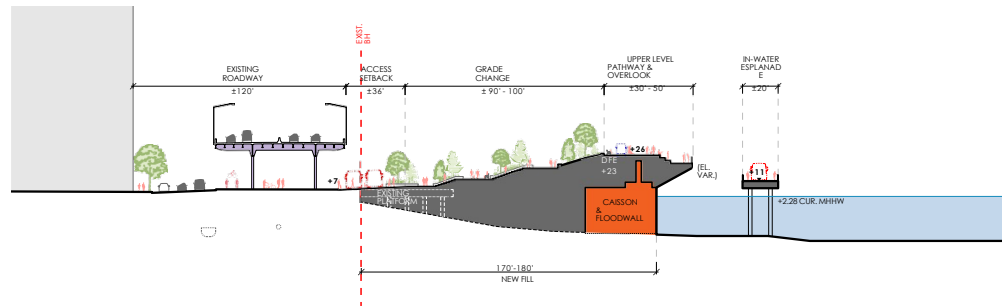 EXIST.
BH
EXISTING
ROADWAY
±120'
ACCESS
SETBACK
±36'
GRADE
CHANGE
± 90' - 100'
UPPER LEVEL
PATHWAY &
OVERLOOK
±30' - 50'
IN-WATER
ESPLANAD
E
±20'
+7
+26
DFE
+23
(EL.
VAR.)
+11
EXISTING
PLATFORM
CAISSON
&
FLOODWALL
+2.28 CUR. MHHW
170'-180'
NEW FILL